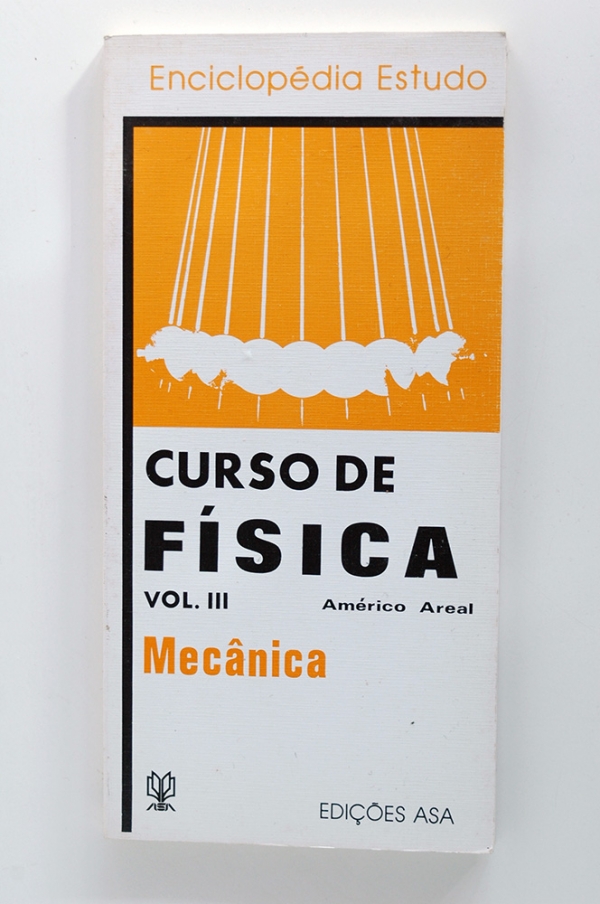 Enciclopédia Estudo
CURSO DE
FÍSICA
VOL. III Américo Areal
Mecânica
ASA EDIÇÕES ASA